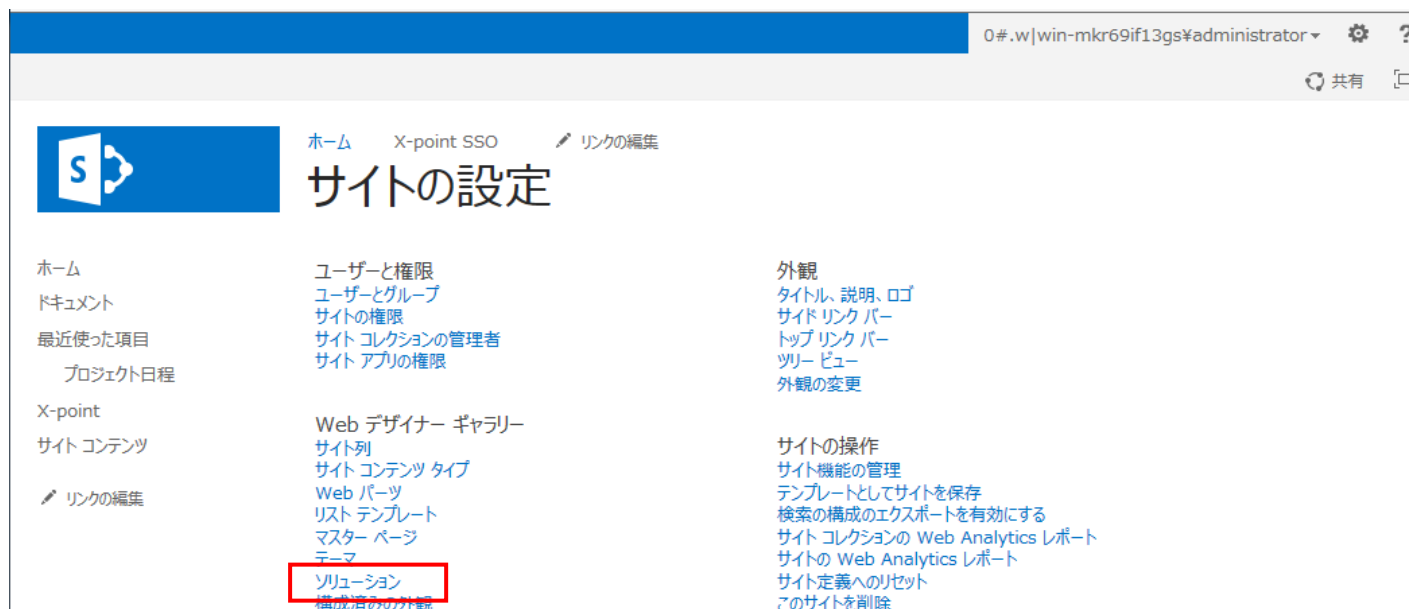 0#.w|win-mkr69if13gs¥administrator
?
共有
S
ホーム X-point SSO リンクの編集
サイトの設定
ホーム
ドキュメント
最近使った項目
プロジェクト日程
X-point
サイト コンテンツ
リンクの編集
ユーザーと権限
ユーザーとグループ
サイトの権限
サイト コレクションの管理者
サイト アプリの権限
Web デザイナー ギャラリー
サイト列
サイト コンテンツ タイプ
Web パーツ
リスト テンプレート
マスター ページ
テーマ
ソリューション
構成済みの外観
外観
タイトル、説明、ロゴ
サイド リンク バー
トップ リンク バー
ツリー ビュー
外観の変更
サイトの操作
サイト機能の管理
テンプレートとしてサイトを保存
検索の構成のエクスポートを有効にする
サイト コレクションの Web Analytics レポート
サイトの Web Analytics レポート
サイト定義へのリセット
このサイトを削除